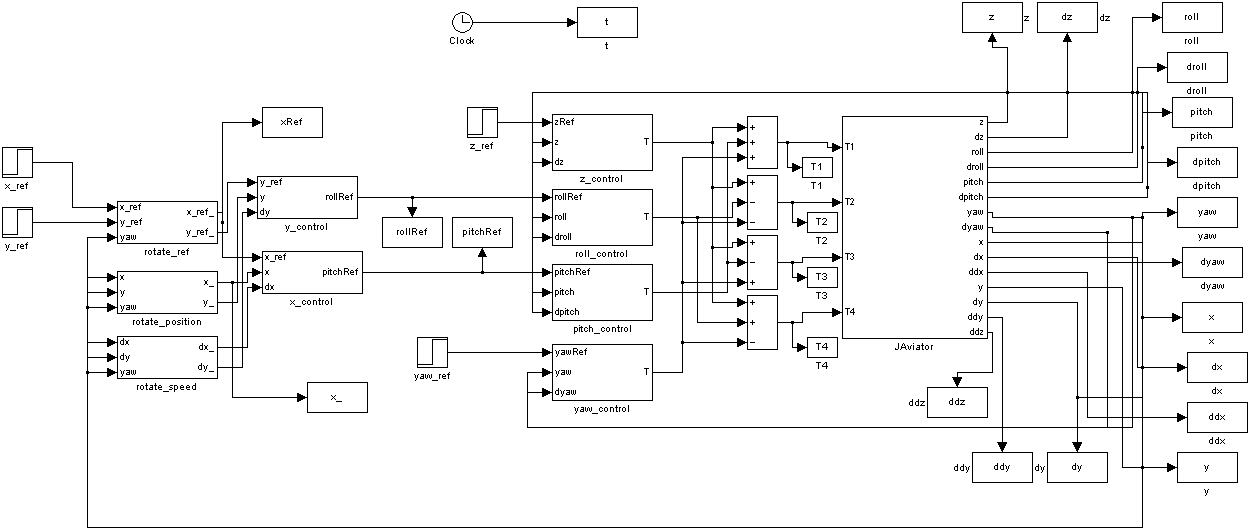 Clock
t
t
z
z
dz
dz
roll
roll
droll
droll
pitch
pitch
dpitch
dpitch
yaw
yaw
dyaw
dyaw
x
x
dx
dx
ddx
ddx
y
y
xRef
x_ref
y_ref
x_ref
y_ref
yaw
x_ref_
y_ref_
rotate_ref
x
y
yaw
x_
y_
rotate_position
dx
dy
yaw
dx_
dy_
rotate_speed
y_ref
y
dy
rollRef
y_control
x_ref
x
dx
pitchRef
x_control
x_
rollRef
pitchRef
z_ref
zRef
z
dz
T
z_control
rollRef
roll
droll
T
roll_control
pitchRef
pitch
dpitch
T
pitch_control
yaw_ref
yawRef
yaw
dyaw
T
yaw_control
+
+
+
T1
T1
+
−
−
T2
T2
+
−
+
T3
T3
+
+
−
T4
T4
T1
T2
T3
T4
z
dz
roll
droll
pitch
dpitch
yaw
dyaw
x
dx
ddx
y
dy
ddy
ddz
JAviator
ddz
ddz
ddy
ddy
dy
dy